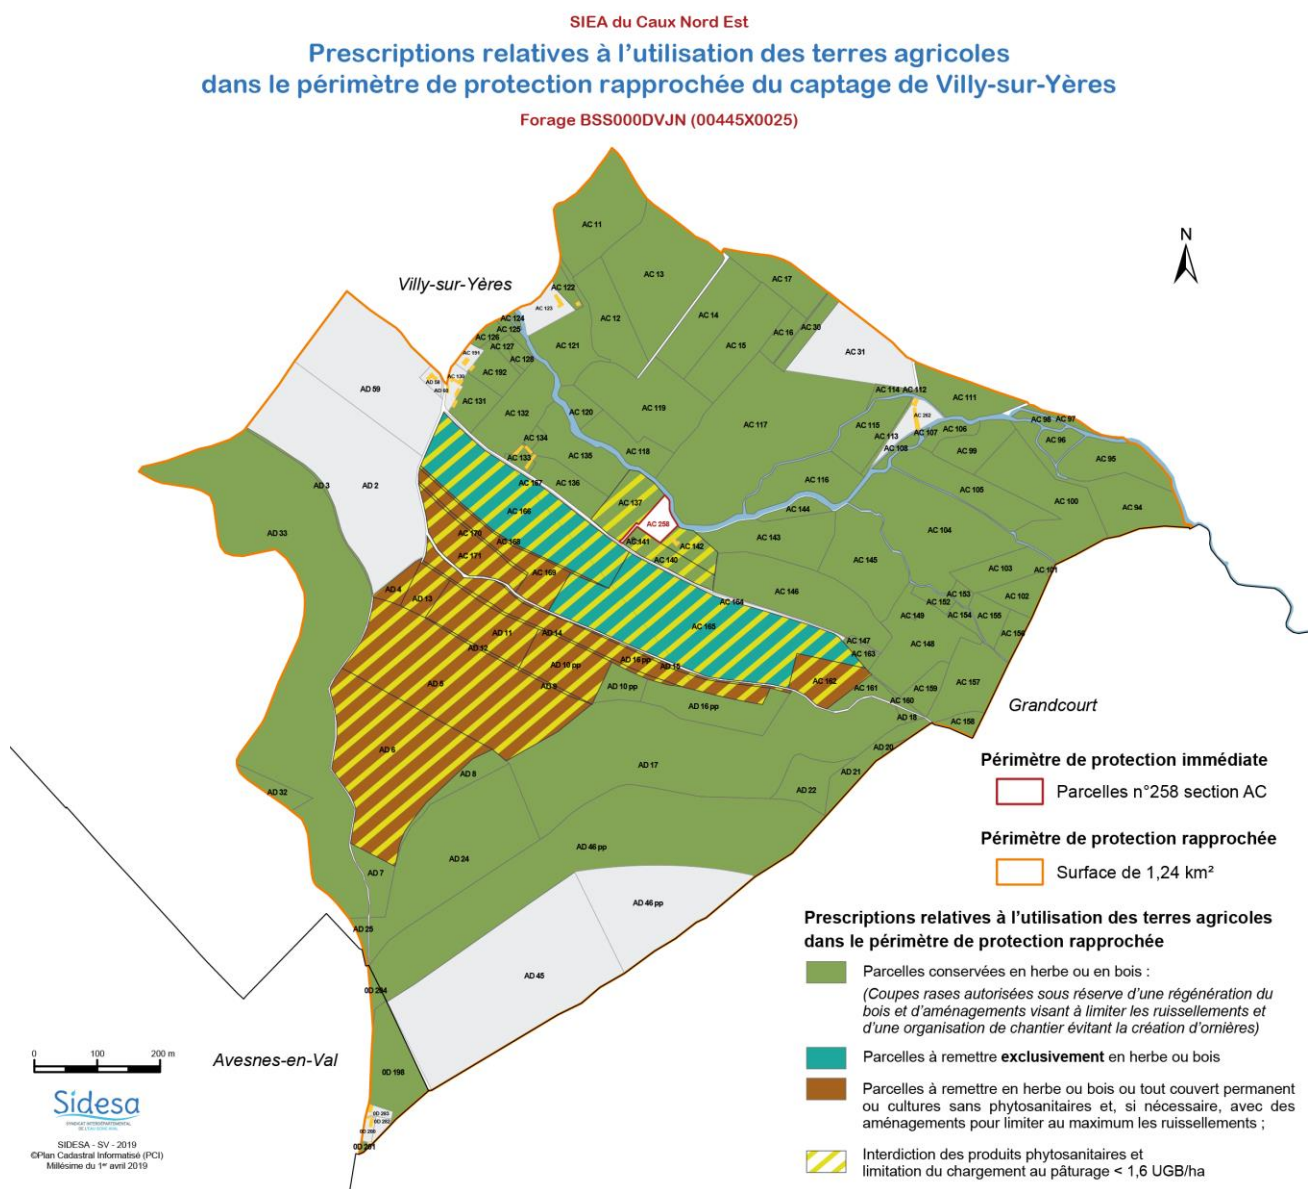 SIEA du Caux Nord Est
Prescriptions relatives à l'utilisation des terres agricoles
dans le périmètre de protection rapprochée du captage de Villy-sur-Yères
Forage BSS000DVJN (00445X0025)
N
Villy-sur-Yères
AC 11
AC 13
AC 17
AC 122
AC 123
AC 12
AC 14
AC 16
AC 30
AC 124
AC 125
AC 126
AC 127
AC 128
AC 121
AC 15
AC 31
AC 191
AC 130
AC 192
AD 59
AC 131
AC 132
AC 120
AC 119
AC 117
AC 114
AC 112
AC 111
AC 262
AC 98
AC 97
AC 115
AC 113
AC 107
AC 106
AC 96
AC 134
AC 133
AC 135
AC 118
AC 108
AC 99
AC 95
AD 3
AD 2
AC 167
AC 136
AC 116
AC 105
AC 100
AC 94
AD 33
AC 166
AC 137
AC 258
AC 144
AC 104
AC 170
AC 168
AC 141
AC 142
AC 143
AC 171
AC 169
AC 140
AC 145
AC 103
AC 101
AD 4
AD 13
AC 164
AC 146
AC 153
AC 152
AC 102
AC 149
AC 154
AC 155
AD 11
AD 14
AC 165
AC 147
AC 148
AC 156
AD 12
AD 10 pp
AD 16 pp
AD 15
AC 163
AD 5
AD 9
AD 10 pp
AC 162
AC 161
AC 159
AC 157
AD 16 pp
AC 160
AD 18
AC 158
Grandcourt
AD 6
AD 8
AD 17
AD 20
AD 21
AD 22
AD 32
AD 24
AD 46 pp
AD 7
AD 46 pp
AD 25
AD 45
0D 204
Avesnes-en-Val
0D 198
0D 203
0D 202
0D 200
0D 201
Périmètre de protection immédiate
Parcelles n°258 section AC
Périmètre de protection rapprochée
Surface de 1,24 km²
Prescriptions relatives à l'utilisation des terres agricoles
dans le périmètre de protection rapprochée
Parcelles conservées en herbe ou en bois :
(Coupes rases autorisées sous réserve d'une régénération du
bois et d'aménagements visant à limiter les ruissellements et
d'une organisation de chantier évitant la création d'ornières)
Parcelles à remettre exclusivement en herbe ou bois
Parcelles à remettre en herbe ou bois ou tout couvert permanent
ou cultures sans phytosanitaires et, si nécessaire, avec des
aménagements pour limiter au maximum les ruissellements ;
Interdiction des produits phytosanitaires et
limitation du chargement au pâturage < 1,6 UGB/ha
0 100 200 m
Sidesa
SYNDICAT INTERDÉPARTEMENTAL
SIDESA - SV - 2019
©Plan Cadastral Informatisé (PCI)
Millésime du 1er avril 2019